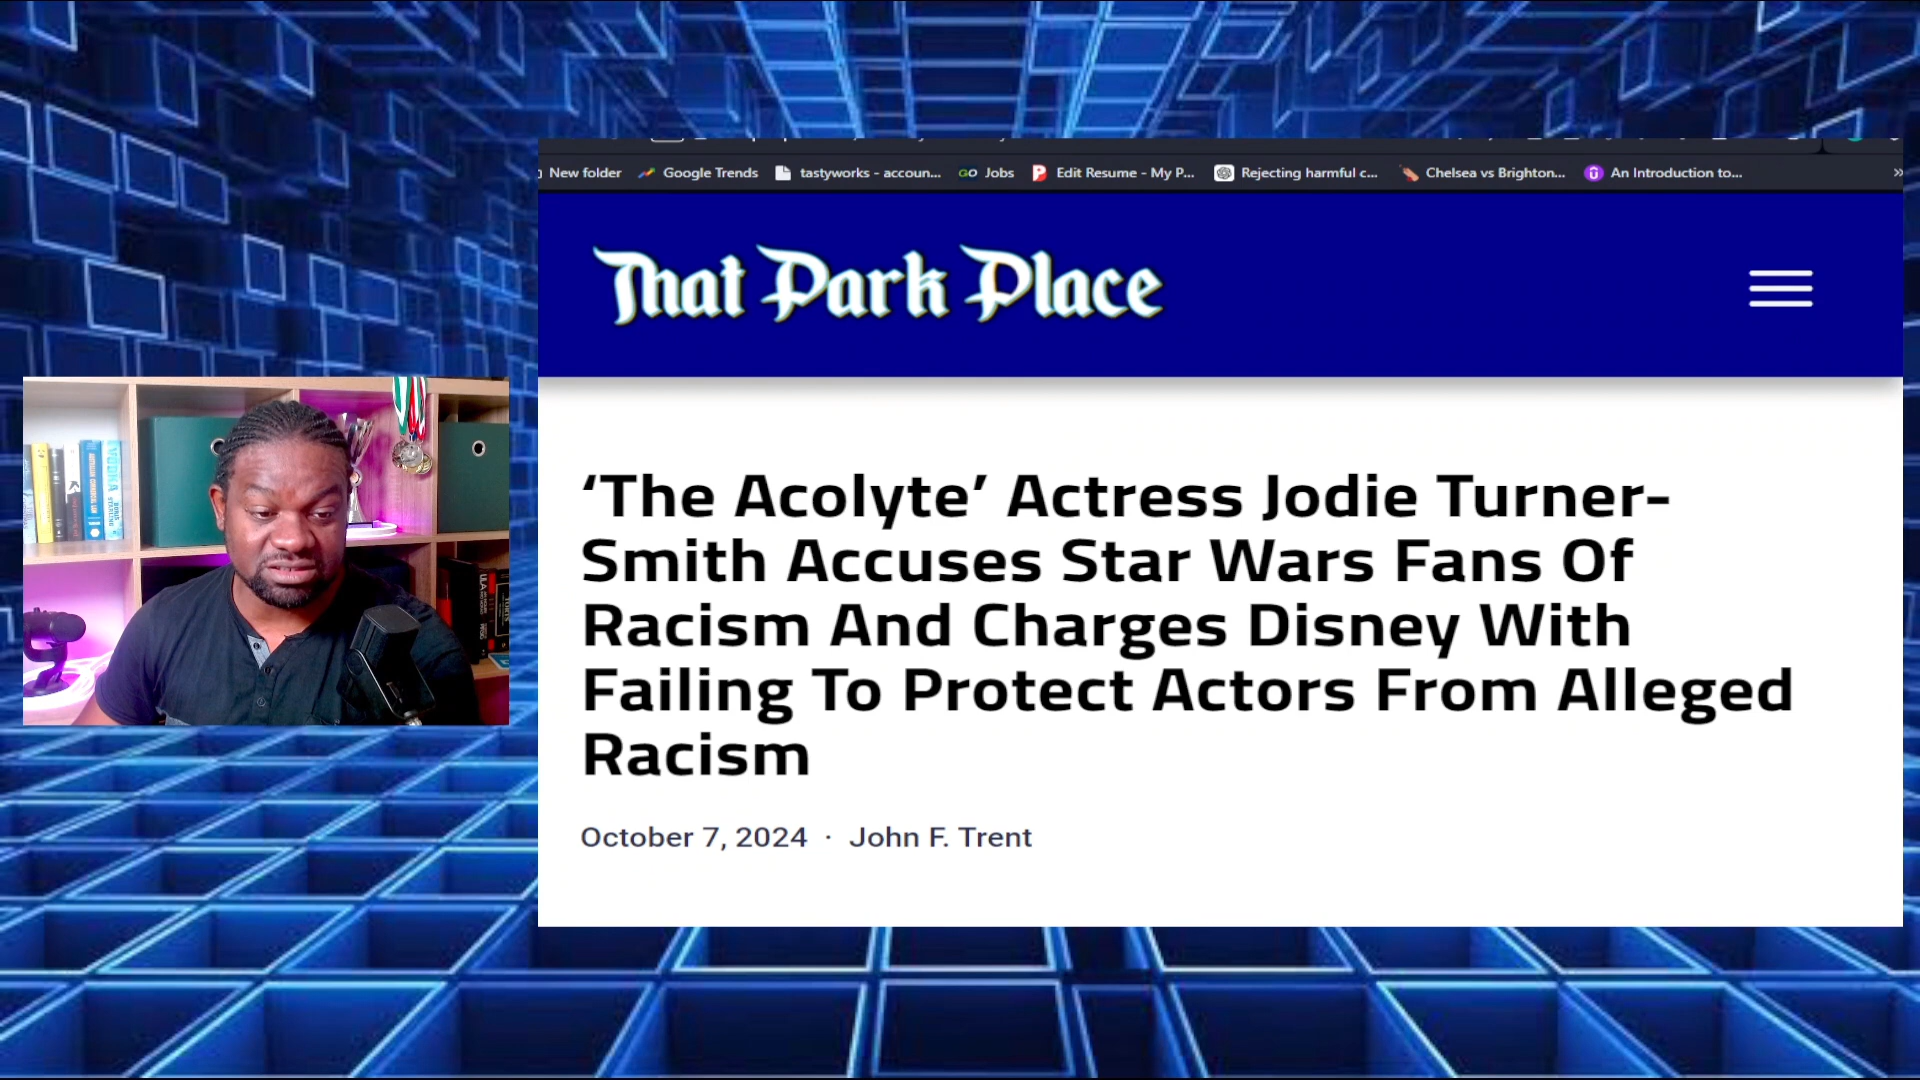 New folder Google Trends tastyworks - accoun... GO Jobs Edit Resume - My P... Rejecting harmful c... Chelsea vs Brighton... An Introduction to... »
That Park Place
‘The Acolyte’ Actress Jodie Turner-
Smith Accuses Star Wars Fans Of
Racism And Charges Disney With
Failing To Protect Actors From Alleged
Racism
October 7, 2024 · John F. Trent
VODKA